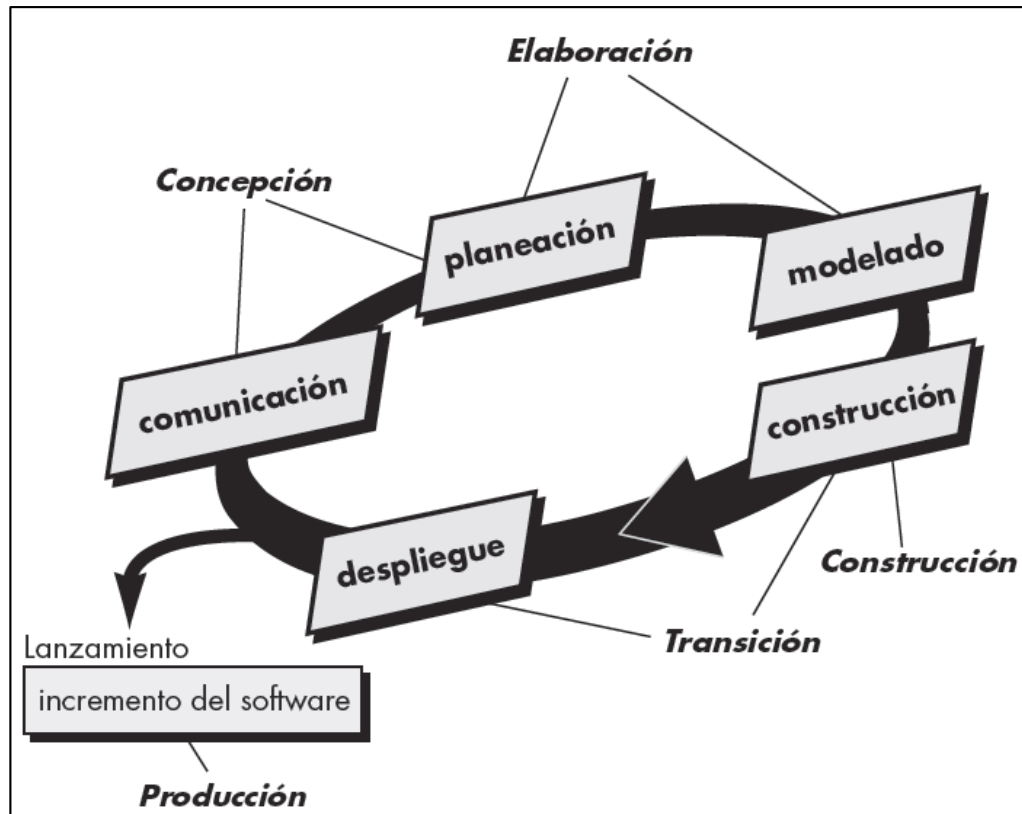 Elaboración
Concepción
planeación
modelado
comunicación
construcción
despliegue
Construcción
Transición
Lanzamiento
incremento del software
Producción